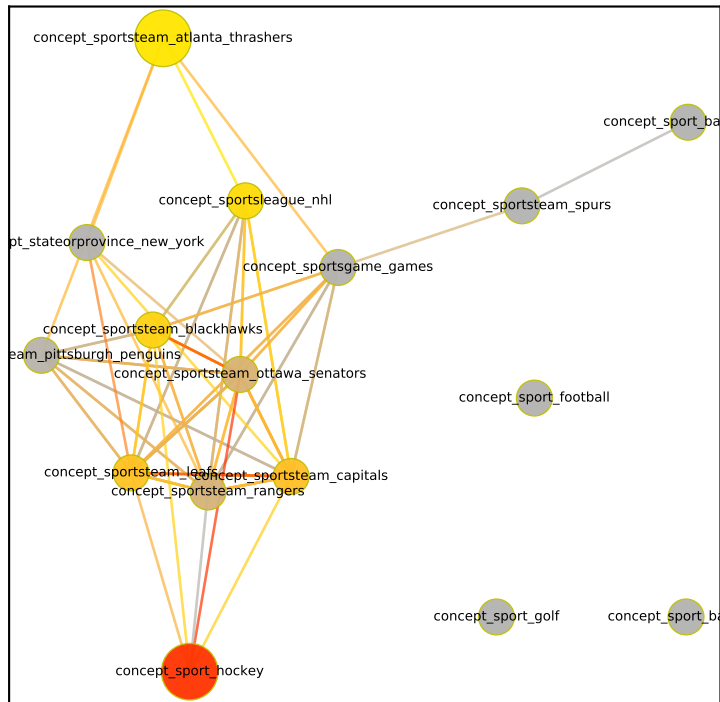 concept_sportsteam_atlanta_thrashers
concept_sport_ba
concept_sportsleague_nhl
concept_sportsteam_spurs
pt_stateorprovince_new_york
concept_sportsgame_games
concept_sportsteam_blackhawks
eam_pittsburgh_penguins
concept_sportsteam_ottawa_senators
concept_sport_football
concept_sportsteam_leafs
concept_sportsteam_capitals
concept_sportsteam_rangers
concept_sport_golf
concept_sport_ba
concept_sport_hockey